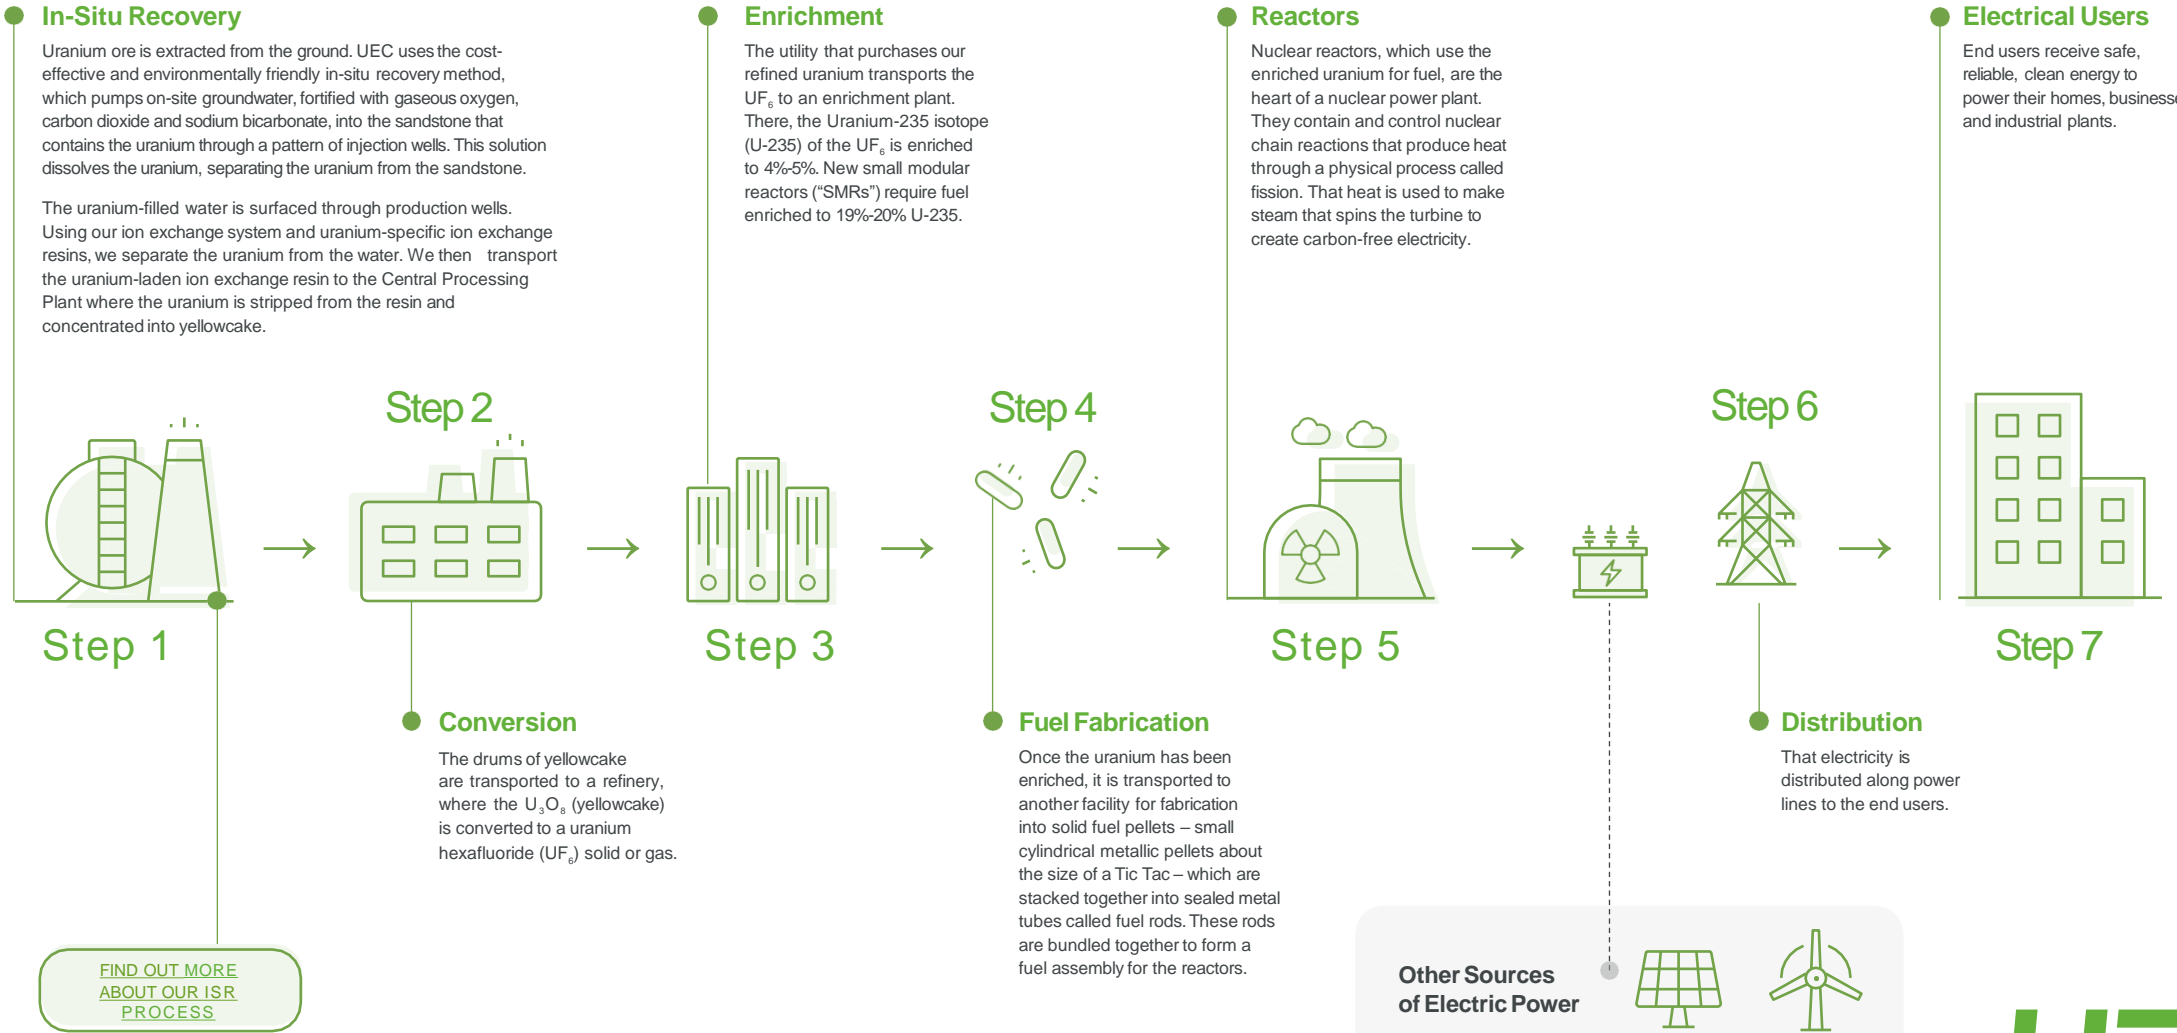 In-Situ Recovery
Uranium ore is extracted from the ground. UEC uses the cost-
effective and environmentally friendly in-situ recovery method,
which pumps on-site groundwater, fortified with gaseous oxygen,
carbon dioxide and sodium bicarbonate, into the sandstone that
contains the uranium through a pattern of injection wells. This solution
dissolves the uranium, separating the uranium from the sandstone.
The uranium-filled water is surfaced through production wells.
Using our ion exchange system and uranium-specific ion exchange
resins, we separate the uranium from the water. We then transport
the uranium-laden ion exchange resin to the Central Processing
Plant where the uranium is stripped from the resin and
concentrated into yellowcake.
Enrichment
The utility that purchases our
refined uranium transports the
UF₆ to an enrichment plant.
There, the Uranium-235 isotope
(U-235) of the UF₆ is enriched
to 4%-5%. New small modular
reactors (“SMRs”) require fuel
enriched to 19%-20% U-235.
Reactors
Nuclear reactors, which use the
enriched uranium for fuel, are the
heart of a nuclear power plant.
They contain and control nuclear
chain reactions that produce heat
through a physical process called
fission. That heat is used to make
steam that spins the turbine to
create carbon-free electricity.
Electrical Users
End users receive safe,
reliable, clean energy to
power their homes, businesse
and industrial plants.
Step 1
Step 2
Step 3
Step 4
Step 5
Step 6
Step 7
Conversion
The drums of yellowcake
are transported to a refinery,
where the U₃O₈ (yellowcake)
is converted to a uranium
hexafluoride (UF₆) solid or gas.
Fuel Fabrication
Once the uranium has been
enriched, it is transported to
another facility for fabrication
into solid fuel pellets – small
cylindrical metallic pellets about
the size of a Tic Tac – which are
stacked together into sealed metal
tubes called fuel rods. These rods
are bundled together to form a
fuel assembly for the reactors.
Distribution
That electricity is
distributed along power
lines to the end users.
FIND OUT MORE
ABOUT OUR ISR
PROCESS
Other Sources
of Electric Power